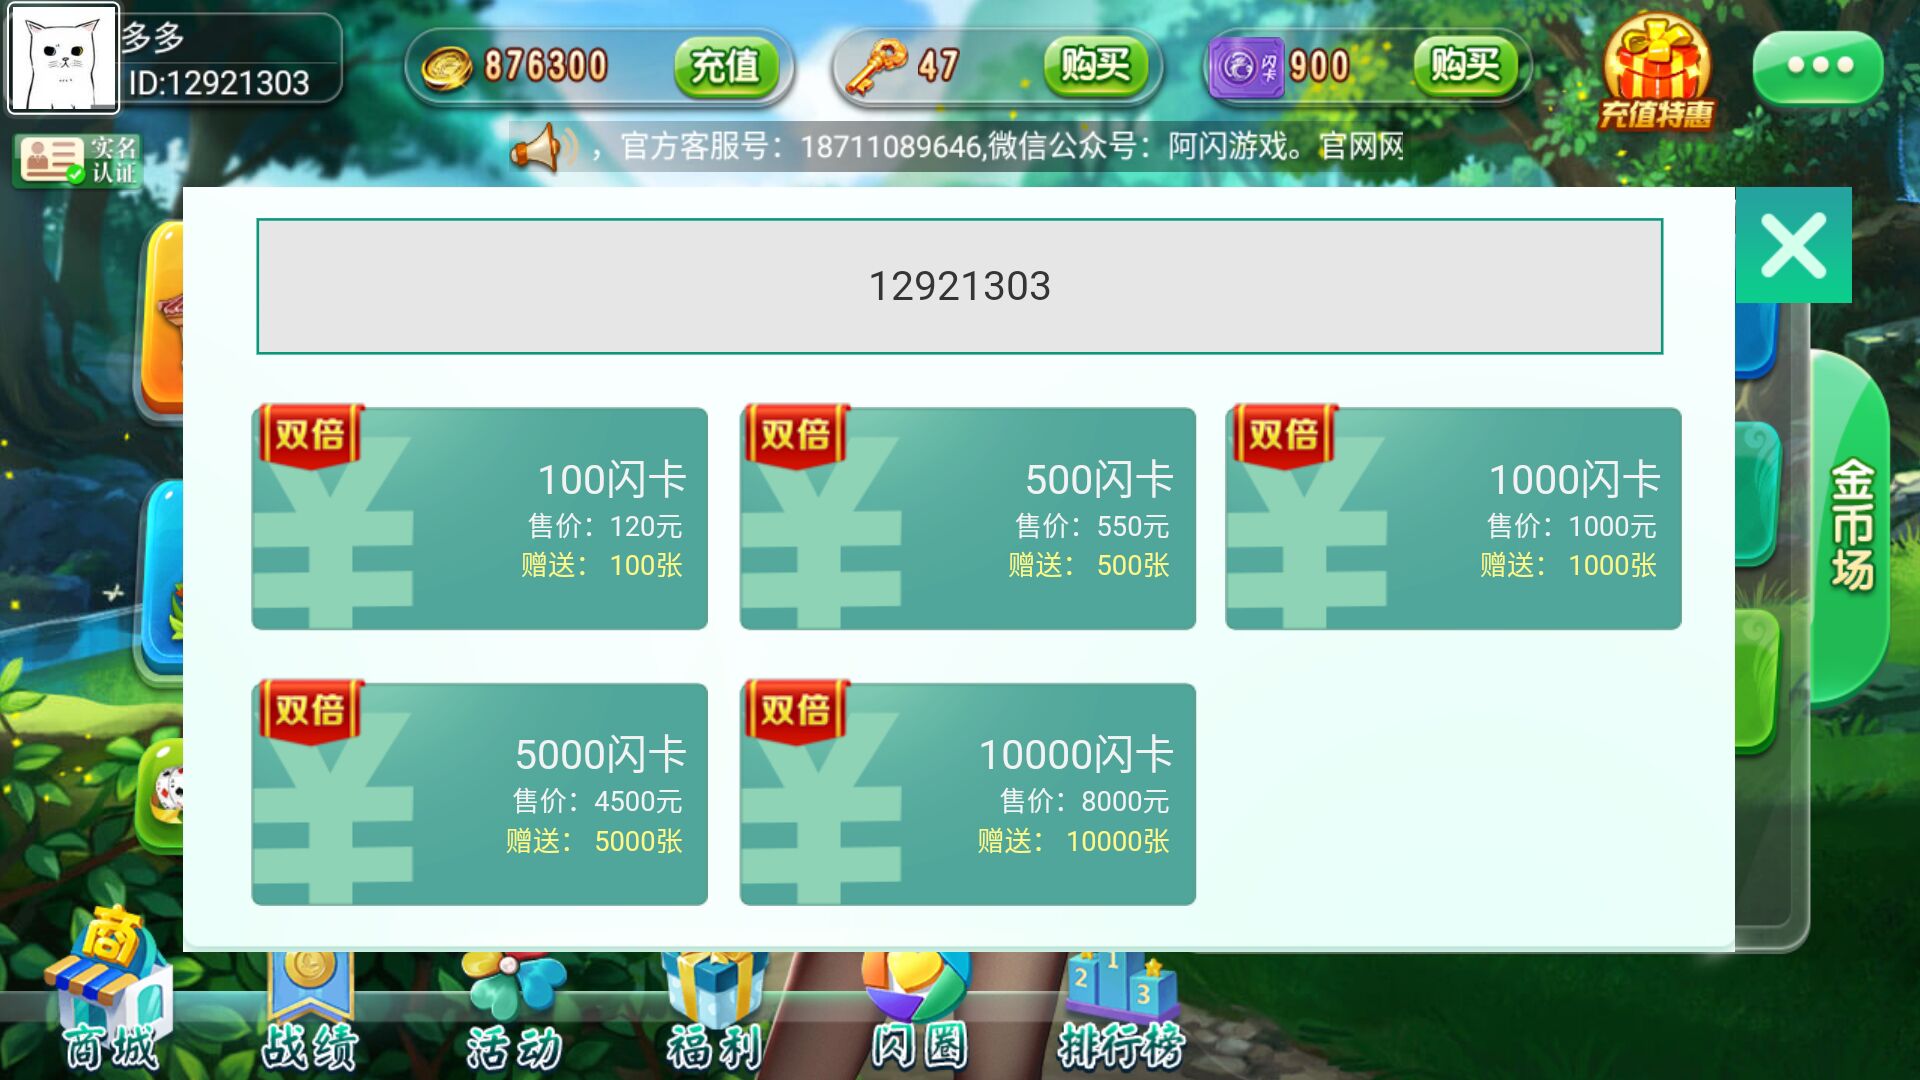 多多
ID:12921303
876300
充值
47
购买
闪卡
900
购买
充值特惠
实名
认证
，官方客服号：18711089646,微信公众号：阿闪游戏。官网网
12921303
双倍
100闪卡
售价：120元
赠送： 100张
双倍
500闪卡
售价：550元
赠送： 500张
双倍
1000闪卡
售价：1000元
赠送： 1000张
双倍
5000闪卡
售价：4500元
赠送： 5000张
双倍
10000闪卡
售价：8000元
赠送： 10000张
金币场
商
1
2
3
商城
战绩
活动
福利
闪圈
排行榜